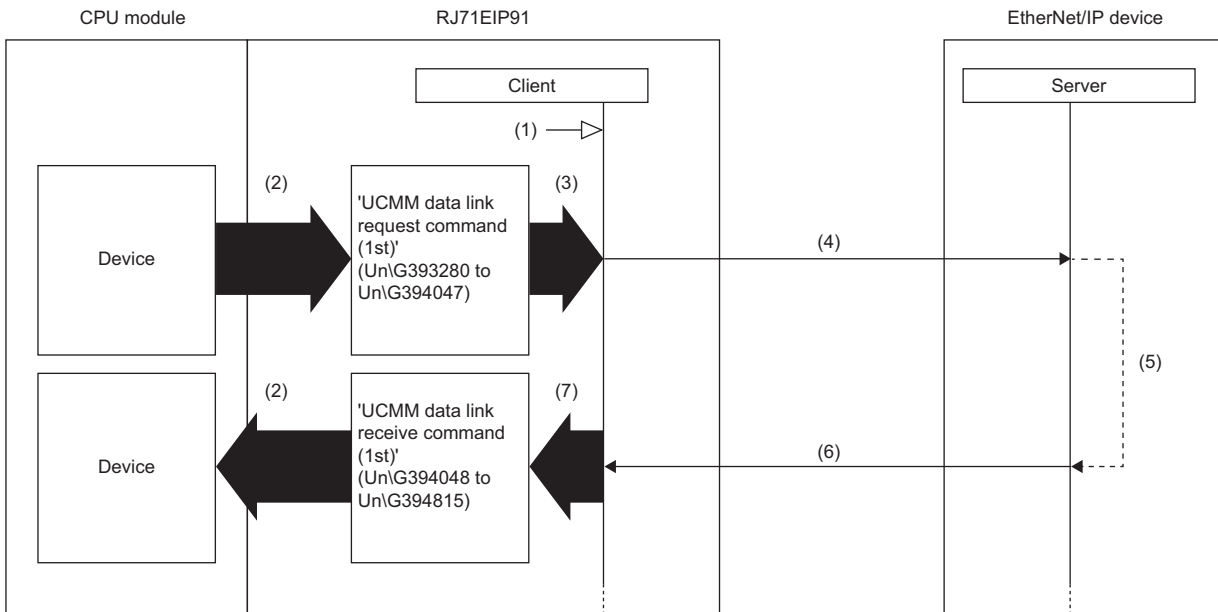 CPU module
RJ71EIP91
EtherNet/IP device
Client
Server
(1)
(2)
(3)
Device
'UCMM data link
request command
(1st)'
(Un\G393280 to
Un\G394047)
(4)
(5)
(2)
(7)
Device
'UCMM data link
receive command
(1st)'
(Un\G394048 to
Un\G394815)
(6)